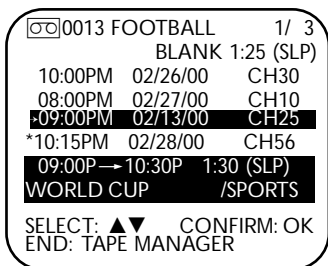 0013 FOOTBALL 1/ 3
BLANK 1:25 (SLP)
10:00PM 02/26/00 CH30
08:00PM 02/27/00 CH10
→09:00PM 02/13/00 CH25
*10:15PM 02/28/00 CH56
09:00P→10:30P 1:30 (SLP)
WORLD CUP /SPORTS
SELECT: ▲▼ CONFIRM: OK
END: TAPE MANAGER